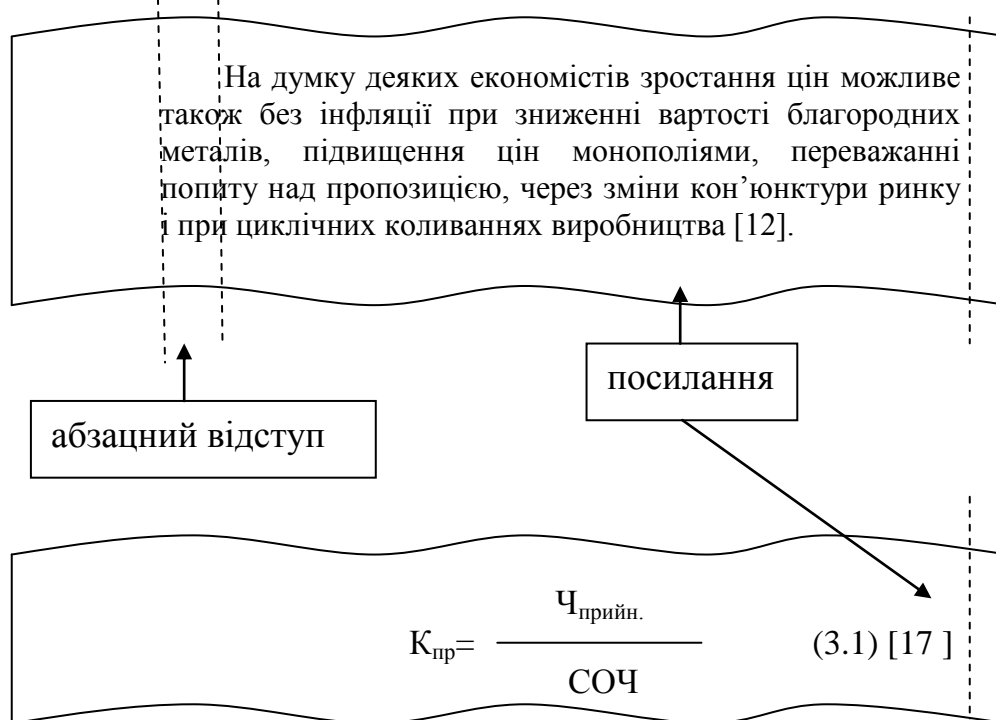 На думку деяких економістів зростання цін можливе
також без інфляції при зниженні вартості благородних
металів, підвищення цін монополіями, переважанні
попиту над пропозицією, через зміни кон’юнктури ринку
і при циклічних коливаннях виробництва [12].
посилання
абзацний відступ
Ч прийн.
К пр= (3.1) [17 ]
СОЧ